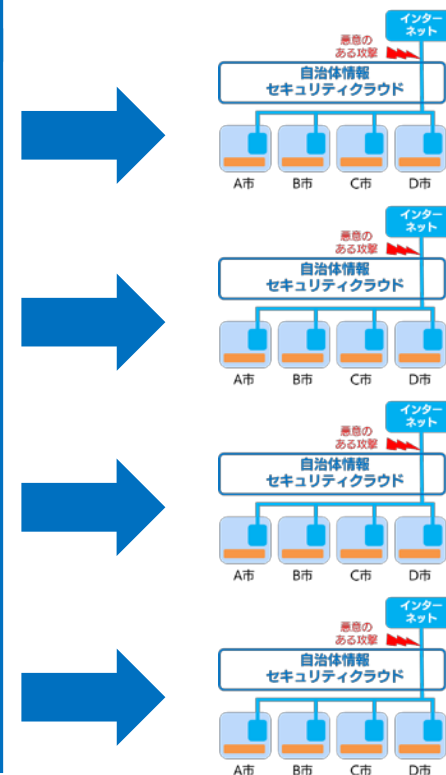 インター
ネット
悪意の
ある攻撃
自治体情報
セキュリティクラウド
A市 B市 C市 D市
インター
ネット
悪意の
ある攻撃
自治体情報
セキュリティクラウド
A市 B市 C市 D市
インター
ネット
悪意の
ある攻撃
自治体情報
セキュリティクラウド
A市 B市 C市 D市
インター
ネット
悪意の
ある攻撃
自治体情報
セキュリティクラウド
A市 B市 C市 D市